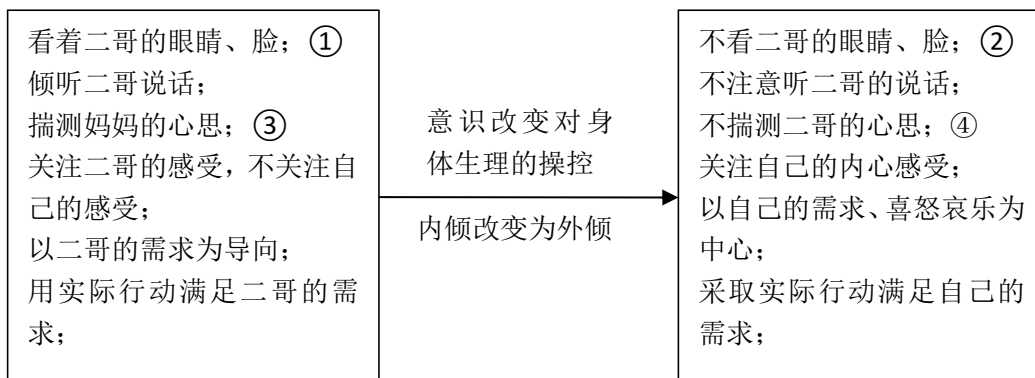 看着二哥的眼睛、脸；①
倾听二哥说话；
揣测妈妈的心思；③
关注二哥的感受，不关注自
己的感受；
以二哥的需求为导向；
用实际行动满足二哥的需
求；
意识改变对身
体生理的操控
内倾改变为外倾
不看二哥的眼睛、脸；②
不注意听二哥的说话；
不揣测二哥的心思；④
关注自己的内心感受；
以自己的需求、喜怒哀乐为
中心；
采取实际行动满足自己的
需求；